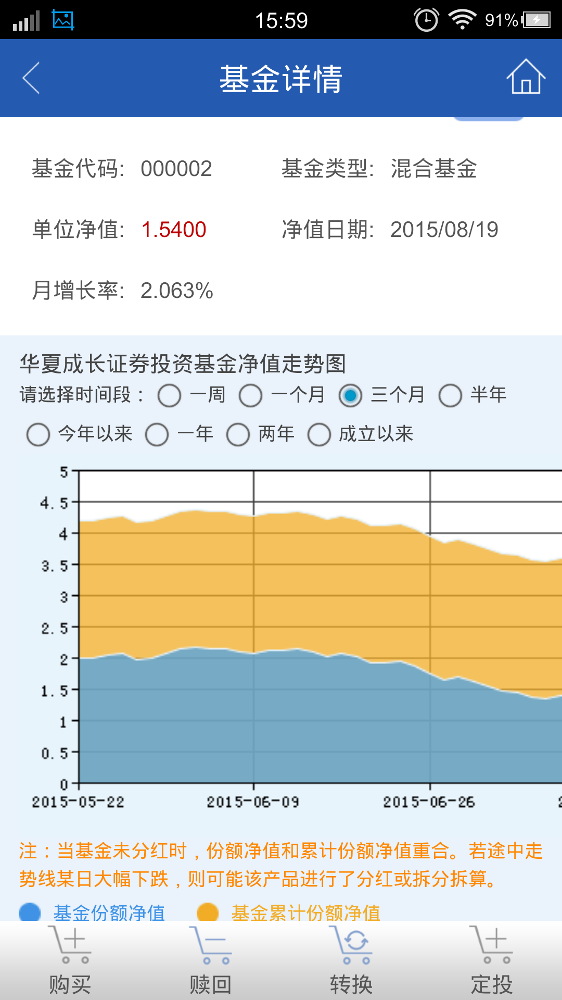 15:59 91%
基金详情
基金代码: 000002 基金类型: 混合基金
单位净值: 1.5400 净值日期: 2015/08/19
月增长率: 2.063%
华夏成长证券投资基金净值走势图
请选择时间段： 一周 一个月 三个月 半年
今年以来 一年 两年 成立以来
5
4.5
4
3.5
3
2.5
2
1.5
1
0.5
0
2015-05-22 2015-06-09 2015-06-26
注：当基金未分红时，份额净值和累计份额净值重合。若途中走
势线某日大幅下跌，则可能该产品进行了分红或拆分拆算。
基金份额净值 基金累计份额净值
购买 赎回 转换 定投